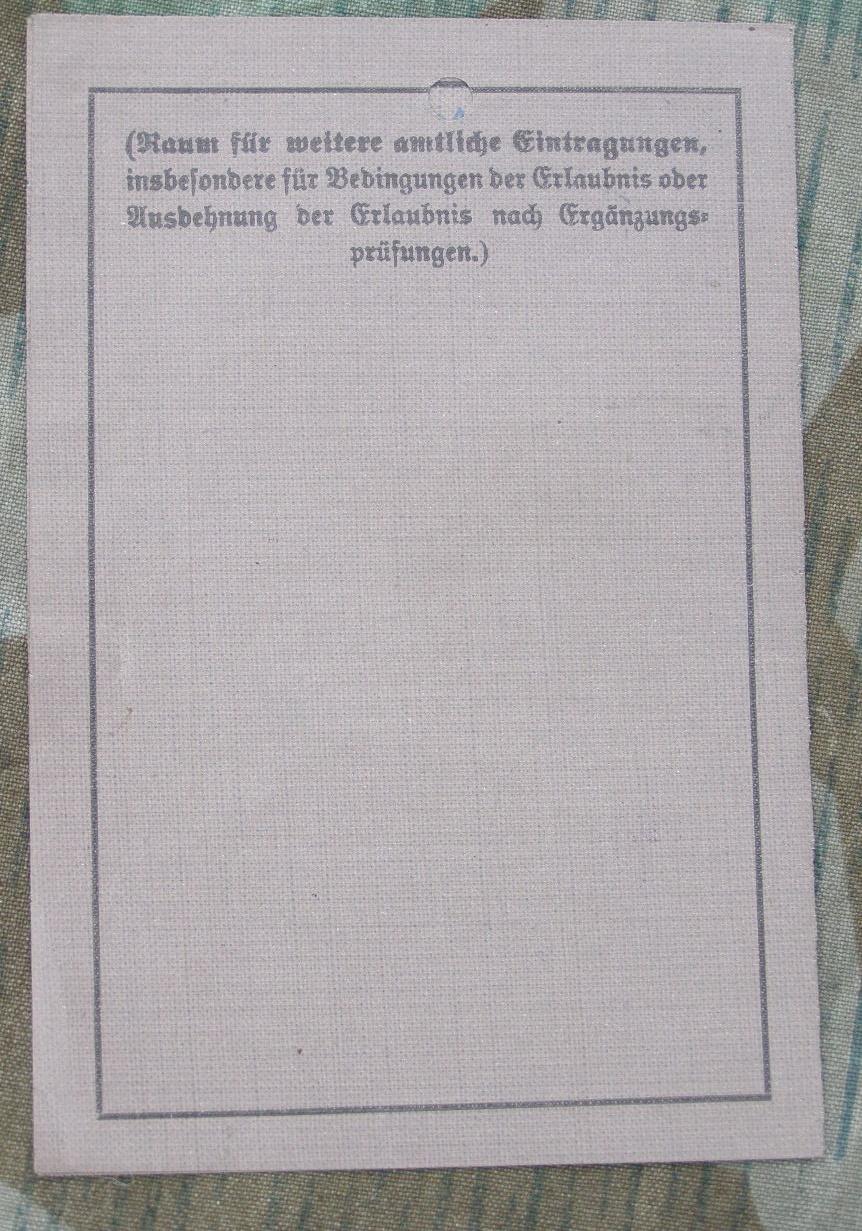 (Raum für weitere amtliche Eintragungen,
insbesondere für Bedingungen der Erlaubnis oder
Ausdehnung der Erlaubnis nach Ergänzungs-
prüfungen.)